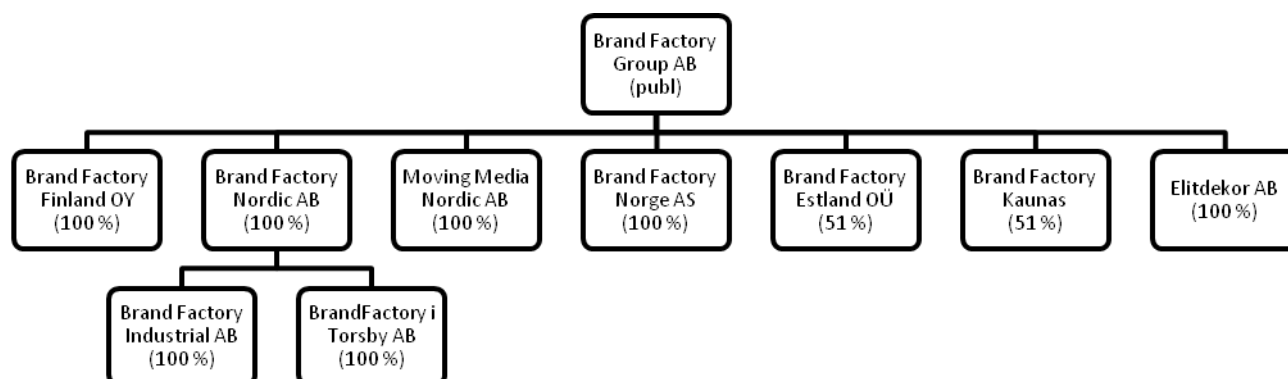 Brand Factory
Group AB
(publ)
Brand Factory
Finland OY
(100 %)
Brand Factory
Nordic AB
(100 %)
Moving Media
Nordic AB
(100 %)
Brand Factory
Norge AS
(100 %)
Brand Factory
Estland OÜ
(51 %)
Brand Factory
Kaunas
(51 %)
Elitdekor AB
(100 %)
Brand Factory
Industrial AB
(100 %)
BrandFactory i
Torsby AB
(100 %)